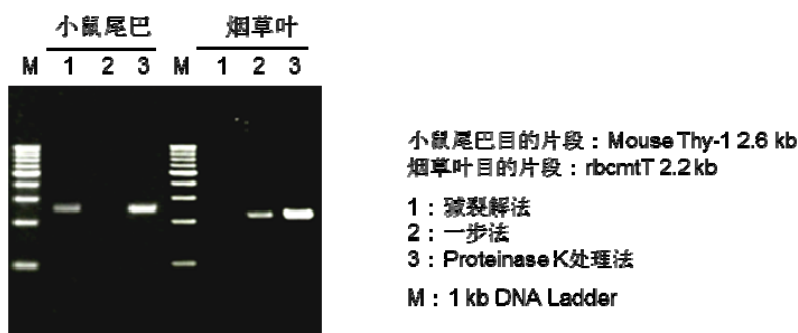 小鼠尾巴 烟草叶
M 1 2 3 M 1 2 3
小鼠尾巴目的片段：Mouse Thy-1 2.6 kb
烟草叶目的片段：rbcmtT 2.2 kb
1：碱裂解法
2：一步法
3：Proteinase K处理法
M：1 kb DNA Ladder